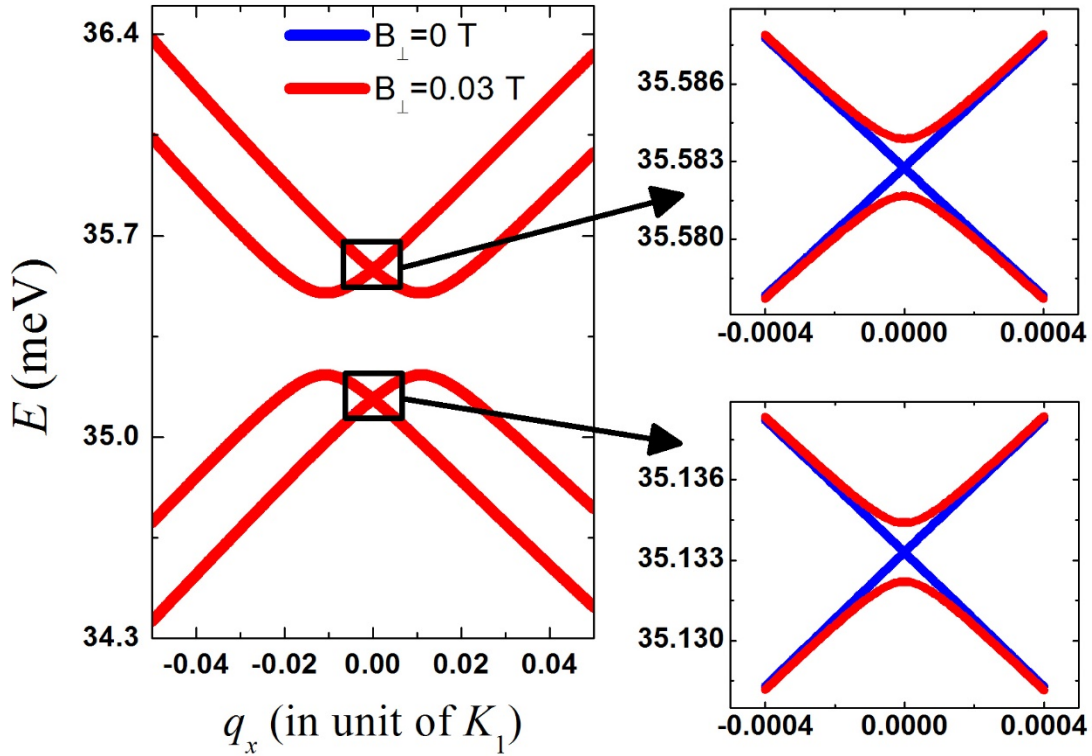 B⊥=0 T
B⊥=0.03 T
E (meV)
36.4
35.7
35.0
34.3
-0.04 -0.02 0.00 0.02 0.04
qx (in unit of K1)
35.586
35.583
35.580
-0.0004 0.0000 0.0004
35.136
35.133
35.130
-0.0004 0.0000 0.0004